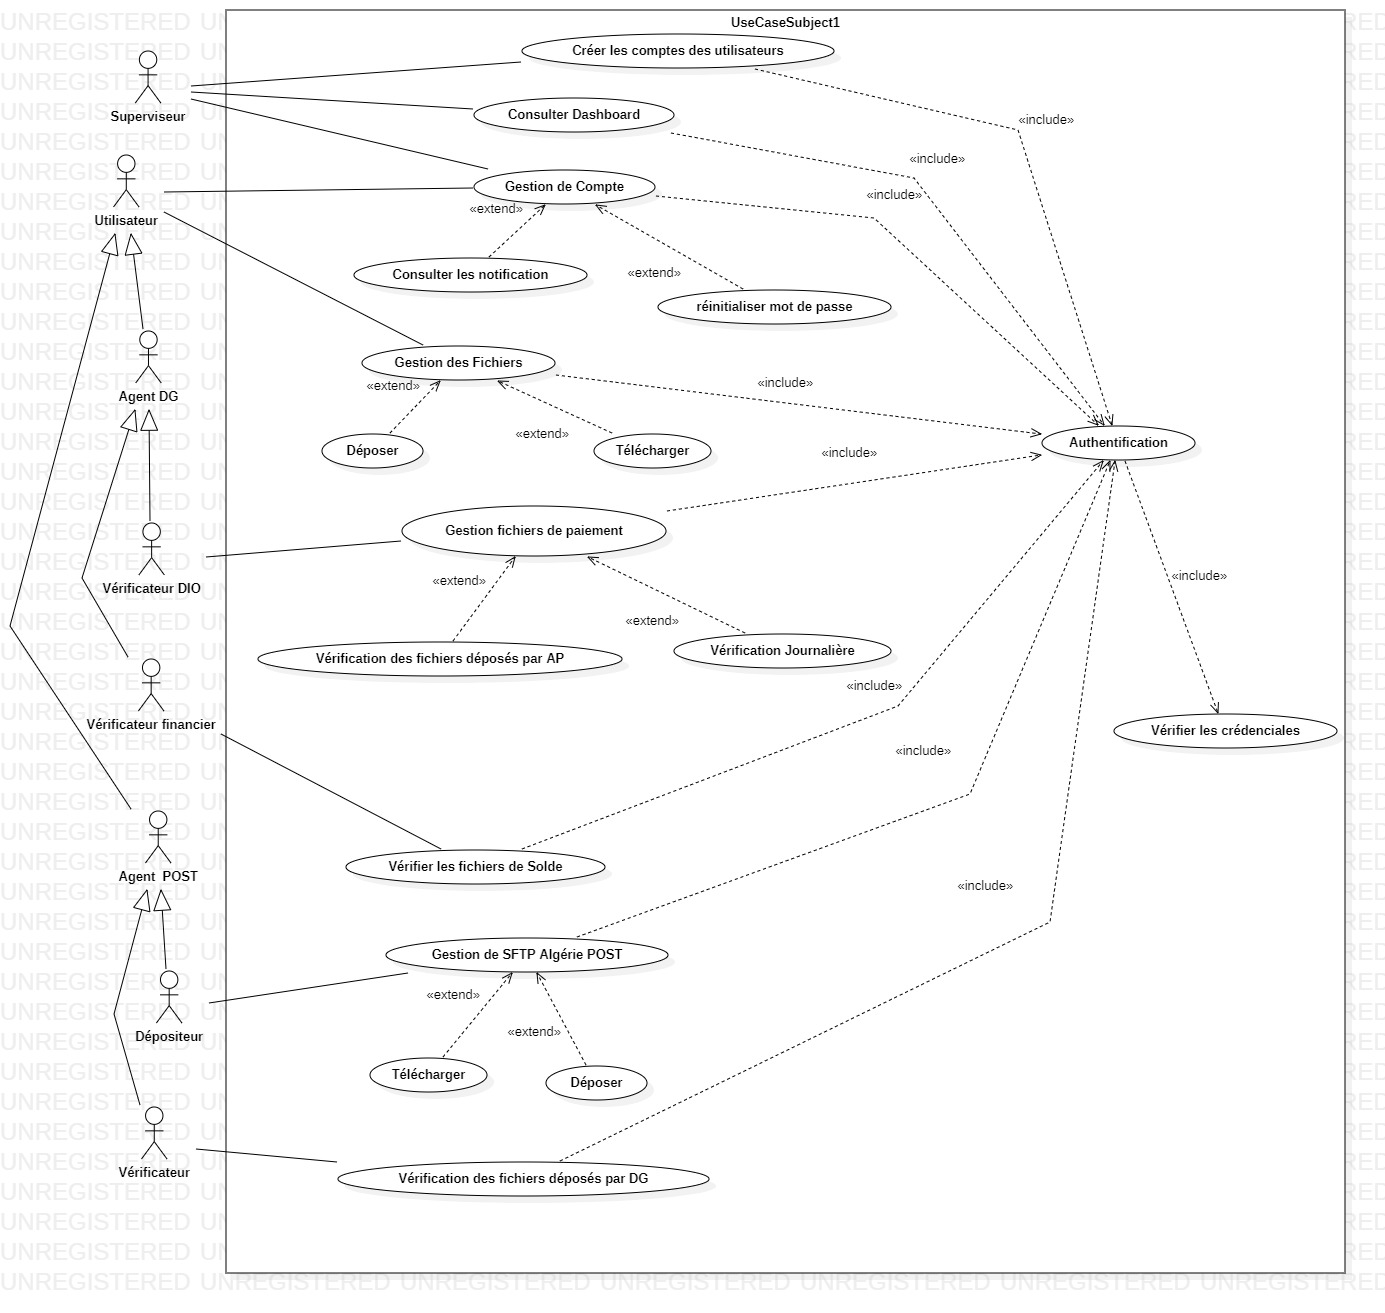 UseCaseSubject1
Créer les comptes des utilisateurs
Superviseur
Consulter Dashboard
«include»
«include»
Utilisateur
Gestion de Compte
«include»
«extend»
Consulter les notification
«extend»
réinitialiser mot de passe
Agent DG
Gestion des Fichiers
«extend»
«include»
Déposer
«extend»
Télécharger
Authentification
«include»
Gestion fichiers de paiement
Vérificateur DIO
«extend»
«include»
«extend»
Vérification des fichiers déposés par AP
Vérification Journalière
«include»
Vérificateur financier
Vérifier les crédenciales
«include»
Vérifier les fichiers de Solde
Agent POST
«include»
Gestion de SFTP Algérie POST
«extend»
Dépositeur
«extend»
Télécharger
Déposer
Vérificateur
Vérification des fichiers déposés par DG
UNREGISTERED UNREGISTERED UNREGISTERED UNREGISTERED UNREGISTERED UNREGISTERED UNREGISTERED